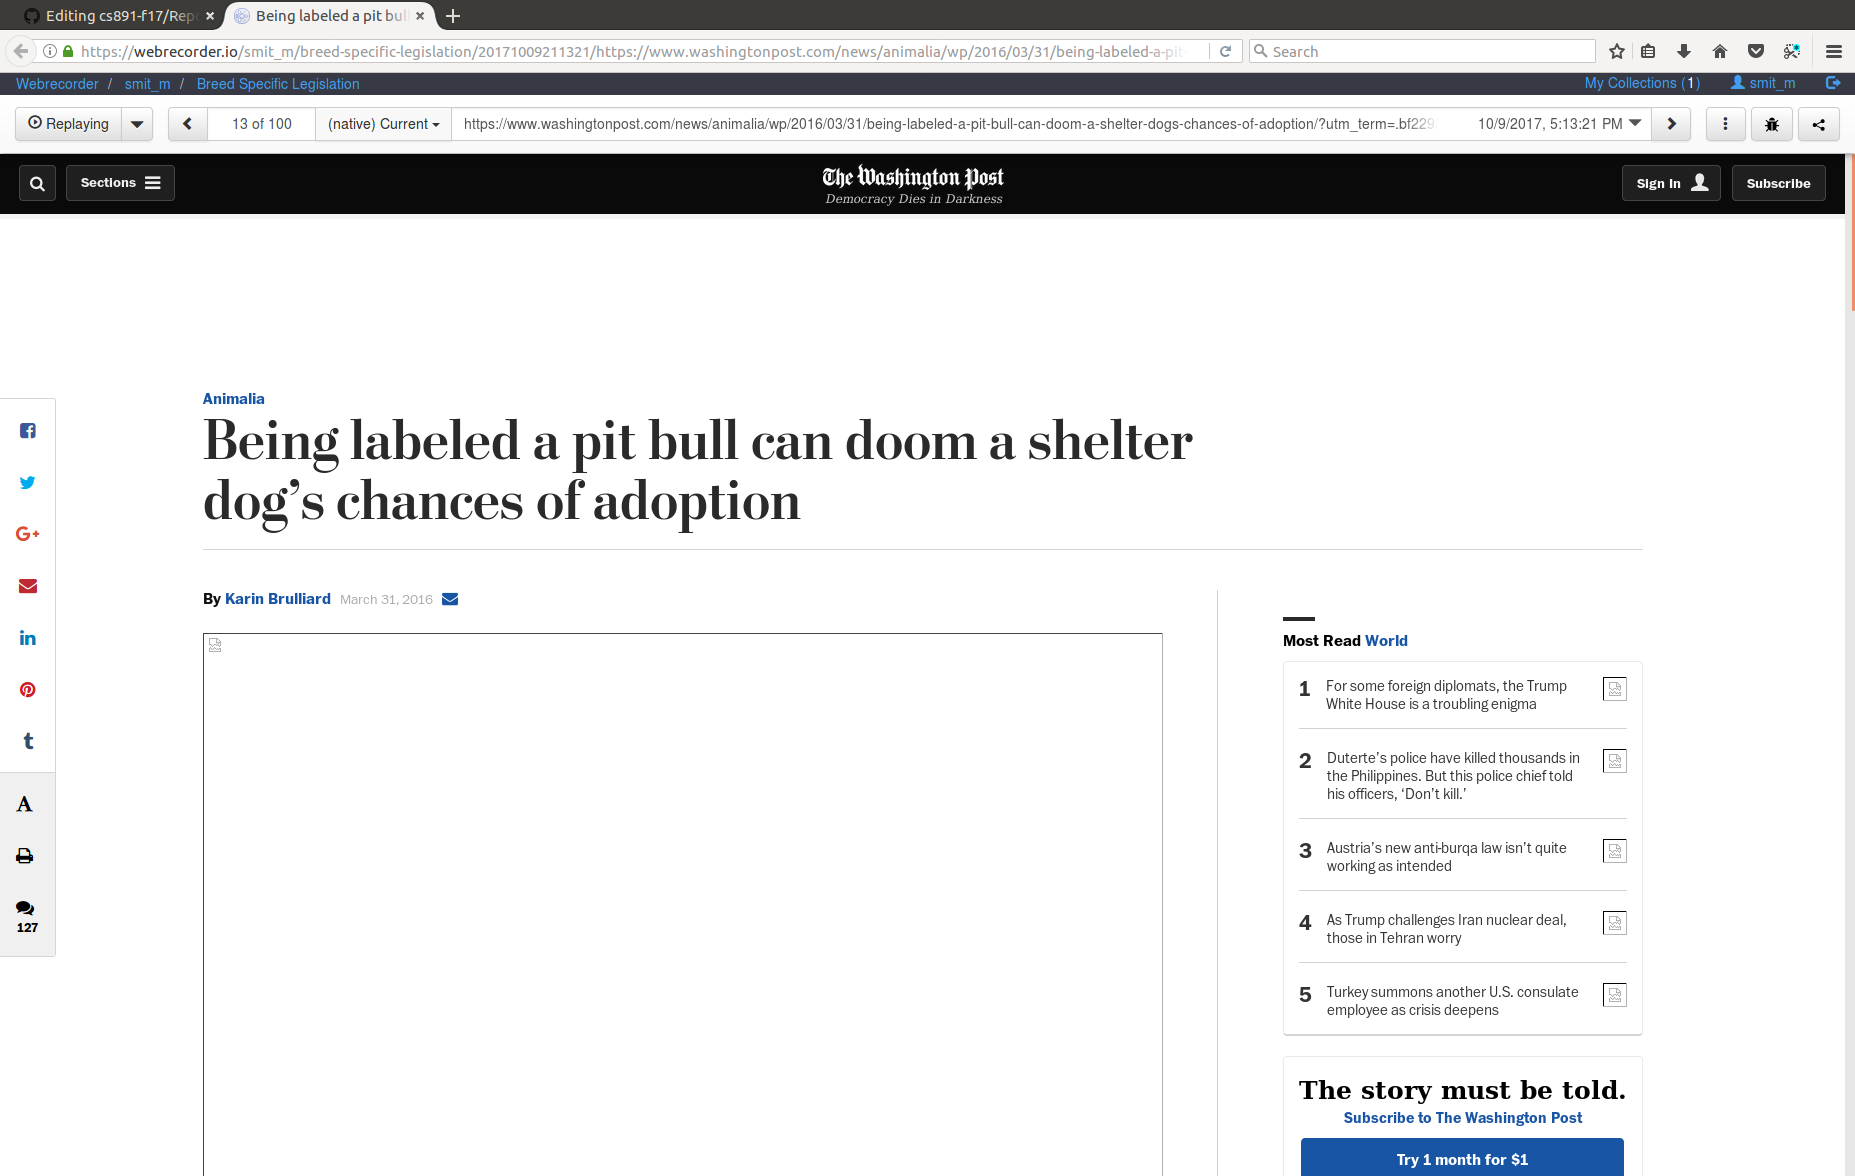 Editing cs891-f17/Repo
Being labeled a pit bull
https://webrecorder.io/smit_m/breed-specific-legislation/20171009211321/https://www.washingtonpost.com/news/animalia/wp/2016/03/31/being-labeled-a-pit-
Search
Webrecorder / smit_m / Breed Specific Legislation
My Collections (1)
smit_m
Replaying
13 of 100
(native) Current
https://www.washingtonpost.com/news/animalia/wp/2016/03/31/being-labeled-a-pit-bull-can-doom-a-shelter-dogs-chances-of-adoption/?utm_term=.bf229
10/9/2017, 5:13:21 PM
Sections
The Washington Post
Democracy Dies in Darkness
Sign In
Subscribe
Animalia
Being labeled a pit bull can doom a shelter
dog’s chances of adoption
By Karin Brulliard March 31, 2016
G+
in
t
A
127
Most Read World
1 For some foreign diplomats, the Trump
White House is a troubling enigma
2 Duterte’s police have killed thousands in
the Philippines. But this police chief told
his officers, ‘Don’t kill.’
3 Austria’s new anti-burqa law isn’t quite
working as intended
4 As Trump challenges Iran nuclear deal,
those in Tehran worry
5 Turkey summons another U.S. consulate
employee as crisis deepens
The story must be told.
Subscribe to The Washington Post
Try 1 month for $1